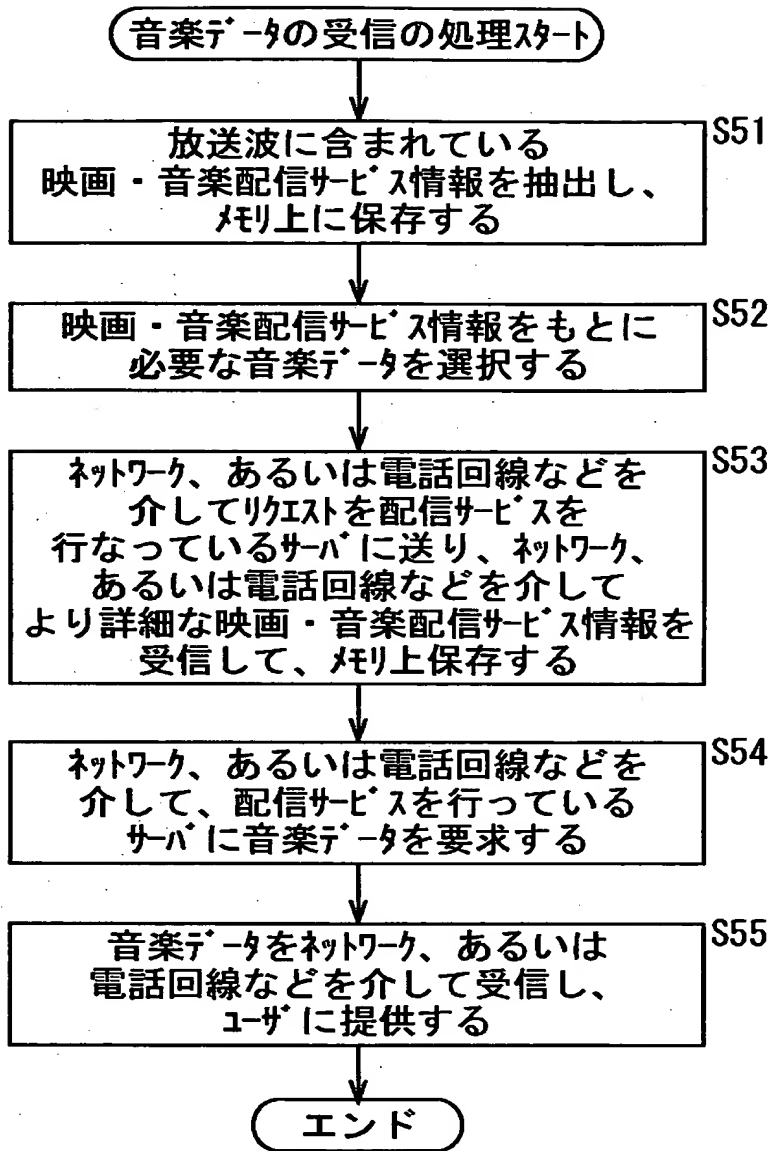 音楽ﾃﾞｰﾀの受信の処理ｽﾀｰﾄ
S51
放送波に含まれている
映画・音楽配信ｻｰﾋﾞｽ情報を抽出し、
ﾒﾓﾘ上に保存する
S52
映画・音楽配信ｻｰﾋﾞｽ情報をもとに
必要な音楽ﾃﾞｰﾀを選択する
S53
ﾈｯﾄﾜｰｸ、あるいは電話回線などを
介してﾘｸｴｽﾄを配信ｻｰﾋﾞｽを
行なっているｻｰﾊﾞに送り、ﾈｯﾄﾜｰｸ、
あるいは電話回線などを介して
より詳細な映画・音楽配信ｻｰﾋﾞｽ情報を
受信して、ﾒﾓﾘ上保存する
S54
ﾈｯﾄﾜｰｸ、あるいは電話回線などを
介して、配信ｻｰﾋﾞｽを行っている
ｻｰﾊﾞに音楽ﾃﾞｰﾀを要求する
S55
音楽ﾃﾞｰﾀをﾈｯﾄﾜｰｸ、あるいは
電話回線などを介して受信し、
ﾕｰｻﾞに提供する
エンド